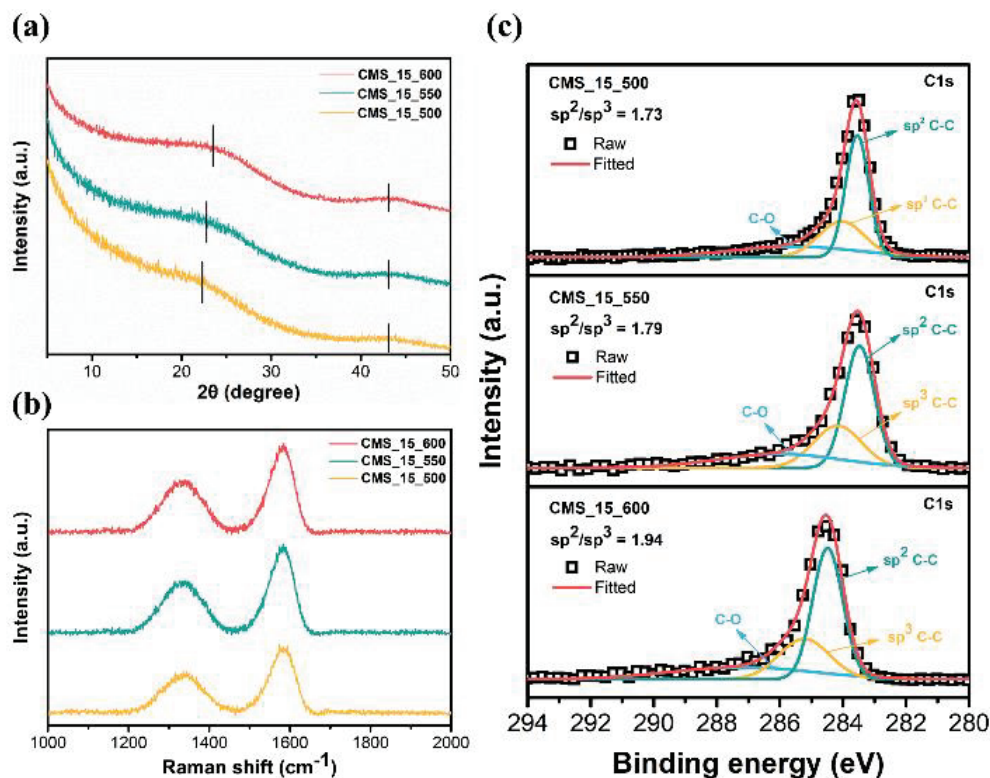 (a)
CMS_15_600
CMS_15_550
CMS_15_500
Intensity (a.u.)
10 20 30 40 50
2θ (degree)
(b)
CMS_15_600
CMS_15_550
CMS_15_500
Intensity (a.u.)
1000 1200 1400 1600 1800 2000
Raman shift (cm⁻¹)
(c)
CMS_15_500
C1s
sp²/sp³ = 1.73
Raw
Fitted
sp² C-C
sp³ C-C
C-O
CMS_15_550
C1s
sp²/sp³ = 1.79
Raw
Fitted
sp² C-C
sp³ C-C
C-O
CMS_15_600
C1s
sp²/sp³ = 1.94
Raw
Fitted
sp² C-C
sp³ C-C
C-O
Intensity (a.u.)
294 292 290 288 286 284 282 280
Binding energy (eV)